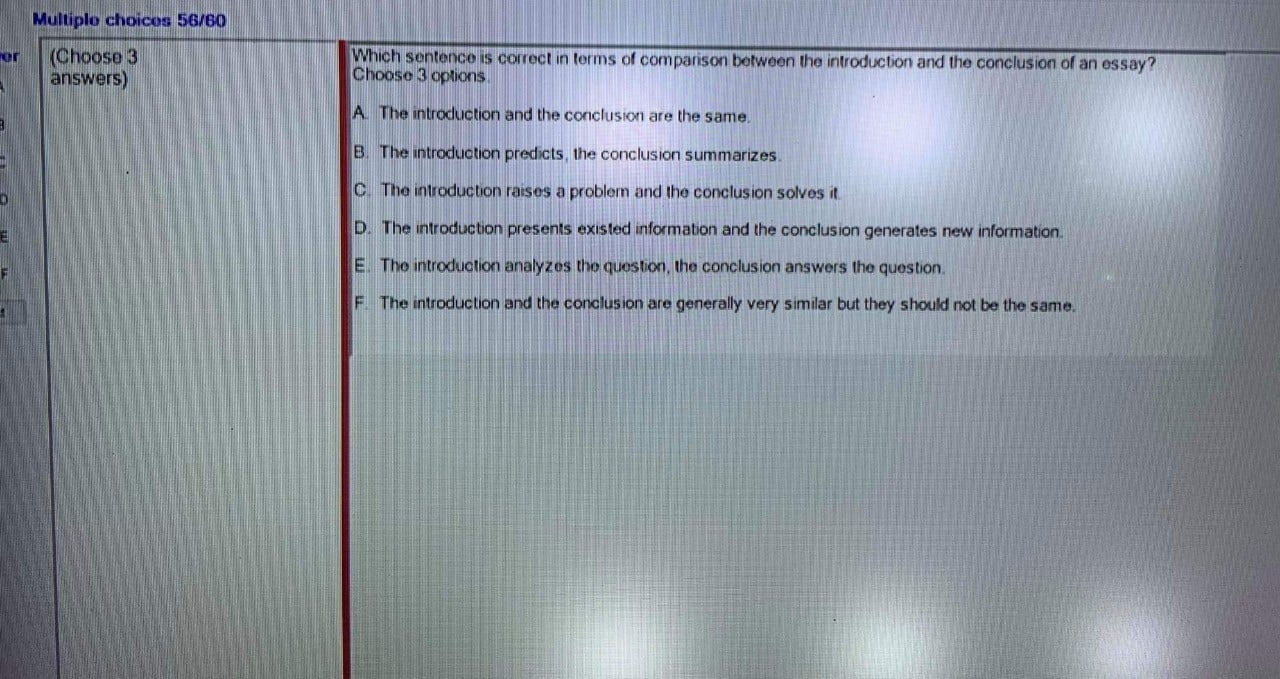 Multiple choices 56/60
(Choose 3
answers)
Which sentence is correct in terms of comparison between the introduction and the conclusion of an essay?
Choose 3 options.
A. The introduction and the conclusion are the same.
B. The introduction predicts, the conclusion summarizes.
C. The introduction raises a problem and the conclusion solves it.
D. The introduction presents existed information and the conclusion generates new information.
E. The introduction analyzes the question, the conclusion answers the question.
F. The introduction and the conclusion are generally very similar but they should not be the same.
D
E
F